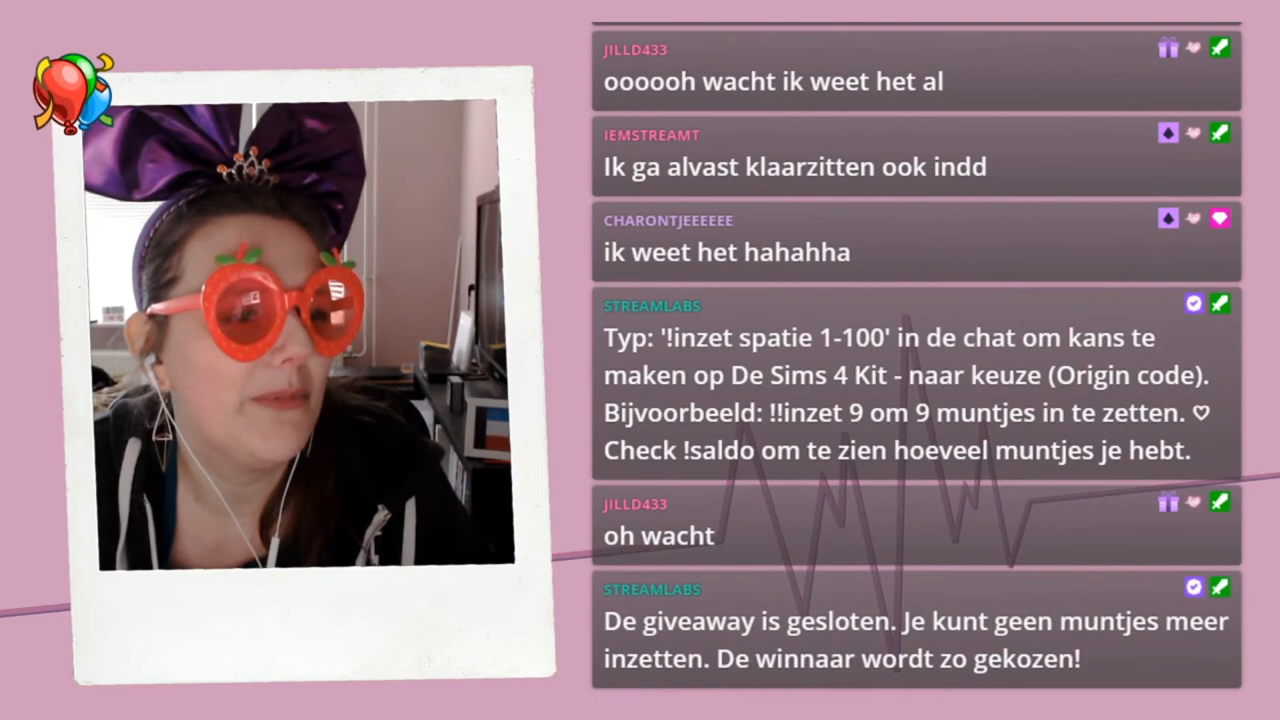 JILLD433
oooooh wacht ik weet het al
IEMSTREAMT
Ik ga alvast klaarzitten ook indd
CHARONTJEEEEEE
ik weet het hahahha
STREAMLABS
Typ: '!inzet spatie 1-100' in de chat om kans te
maken op De Sims 4 Kit - naar keuze (Origin code).
Bijvoorbeeld: !!inzet 9 om 9 muntjes in te zetten. ♡
Check !saldo om te zien hoeveel muntjes je hebt.
JILLD433
oh wacht
STREAMLABS
De giveaway is gesloten. Je kunt geen muntjes meer
inzetten. De winnaar wordt zo gekozen!